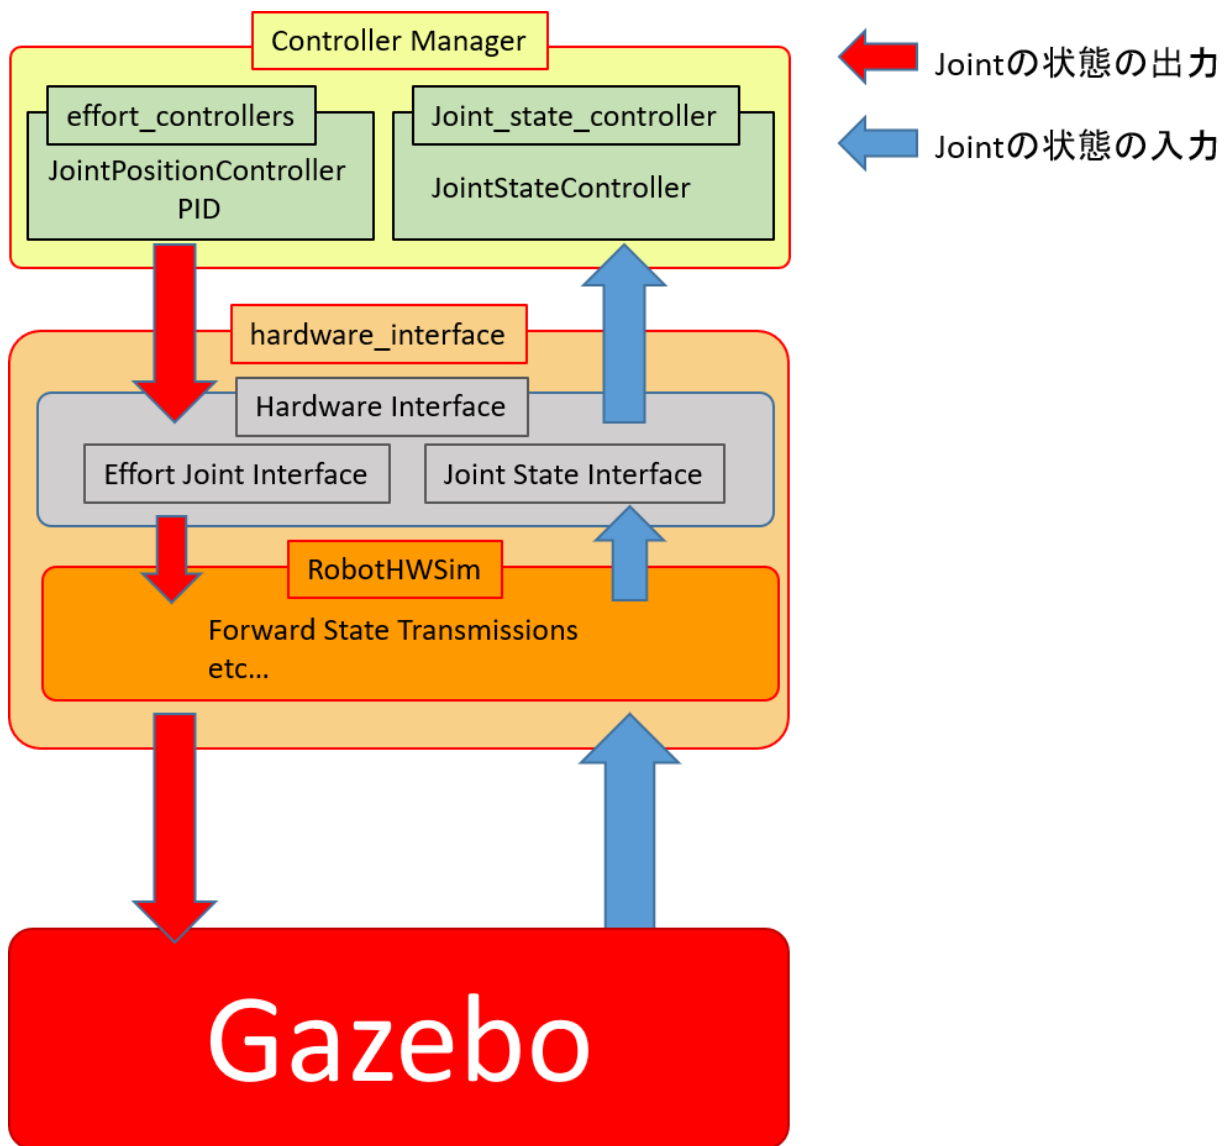 Controller Manager
effort_controllers
JointPositionController
PID
Joint_state_controller
JointStateController
Jointの状態の出力
Jointの状態の入力
hardware_interface
Hardware Interface
Effort Joint Interface
Joint State Interface
RobotHWSim
Forward State Transmissions
etc...
Gazebo